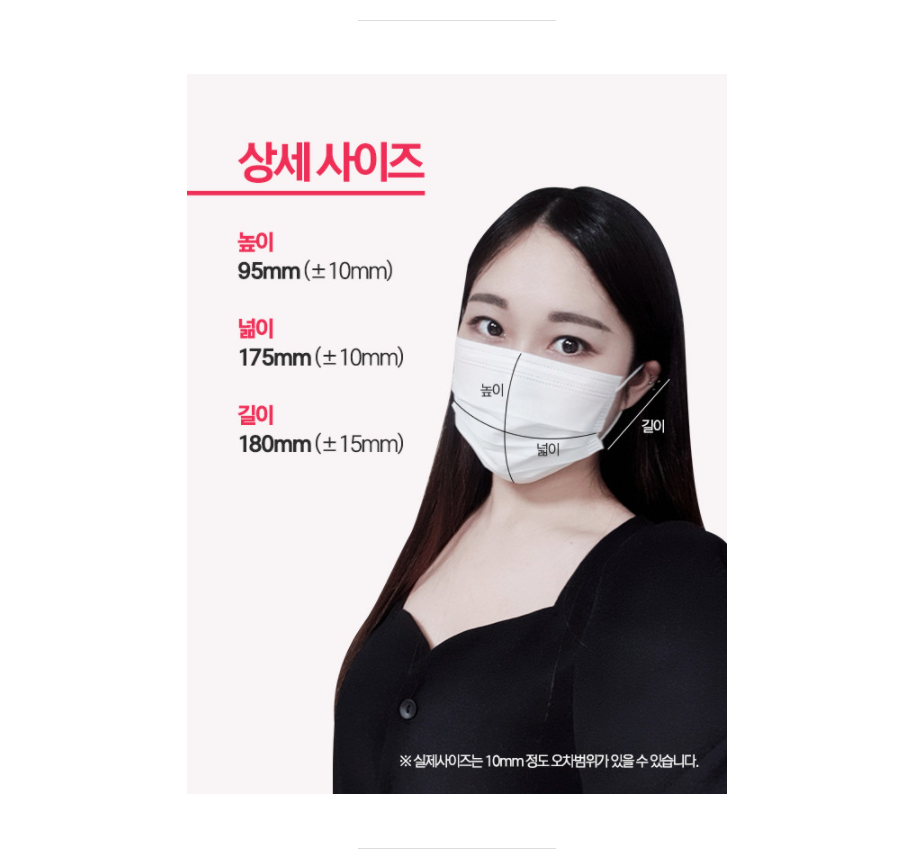 상세 사이즈
높이
95mm (±10mm)
넓이
175mm (±10mm)
길이
180mm (±15mm)
높이
길이
넓이
※ 실제사이즈는 10mm 정도 오차범위가 있을 수 있습니다.